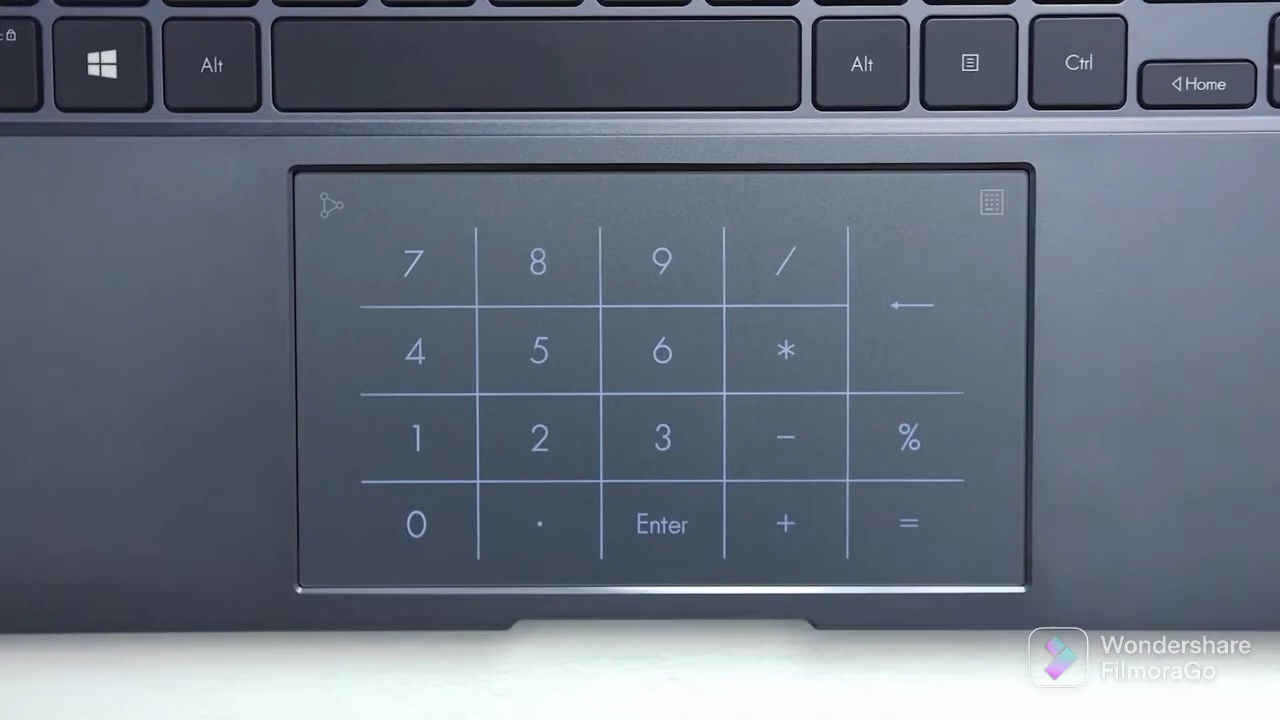 Alt Alt Ctrl
Home
7 8 9 /
←
4 5 6 *
1 2 3 − %
0 . Enter + =
Wondershare
FilmoraGo